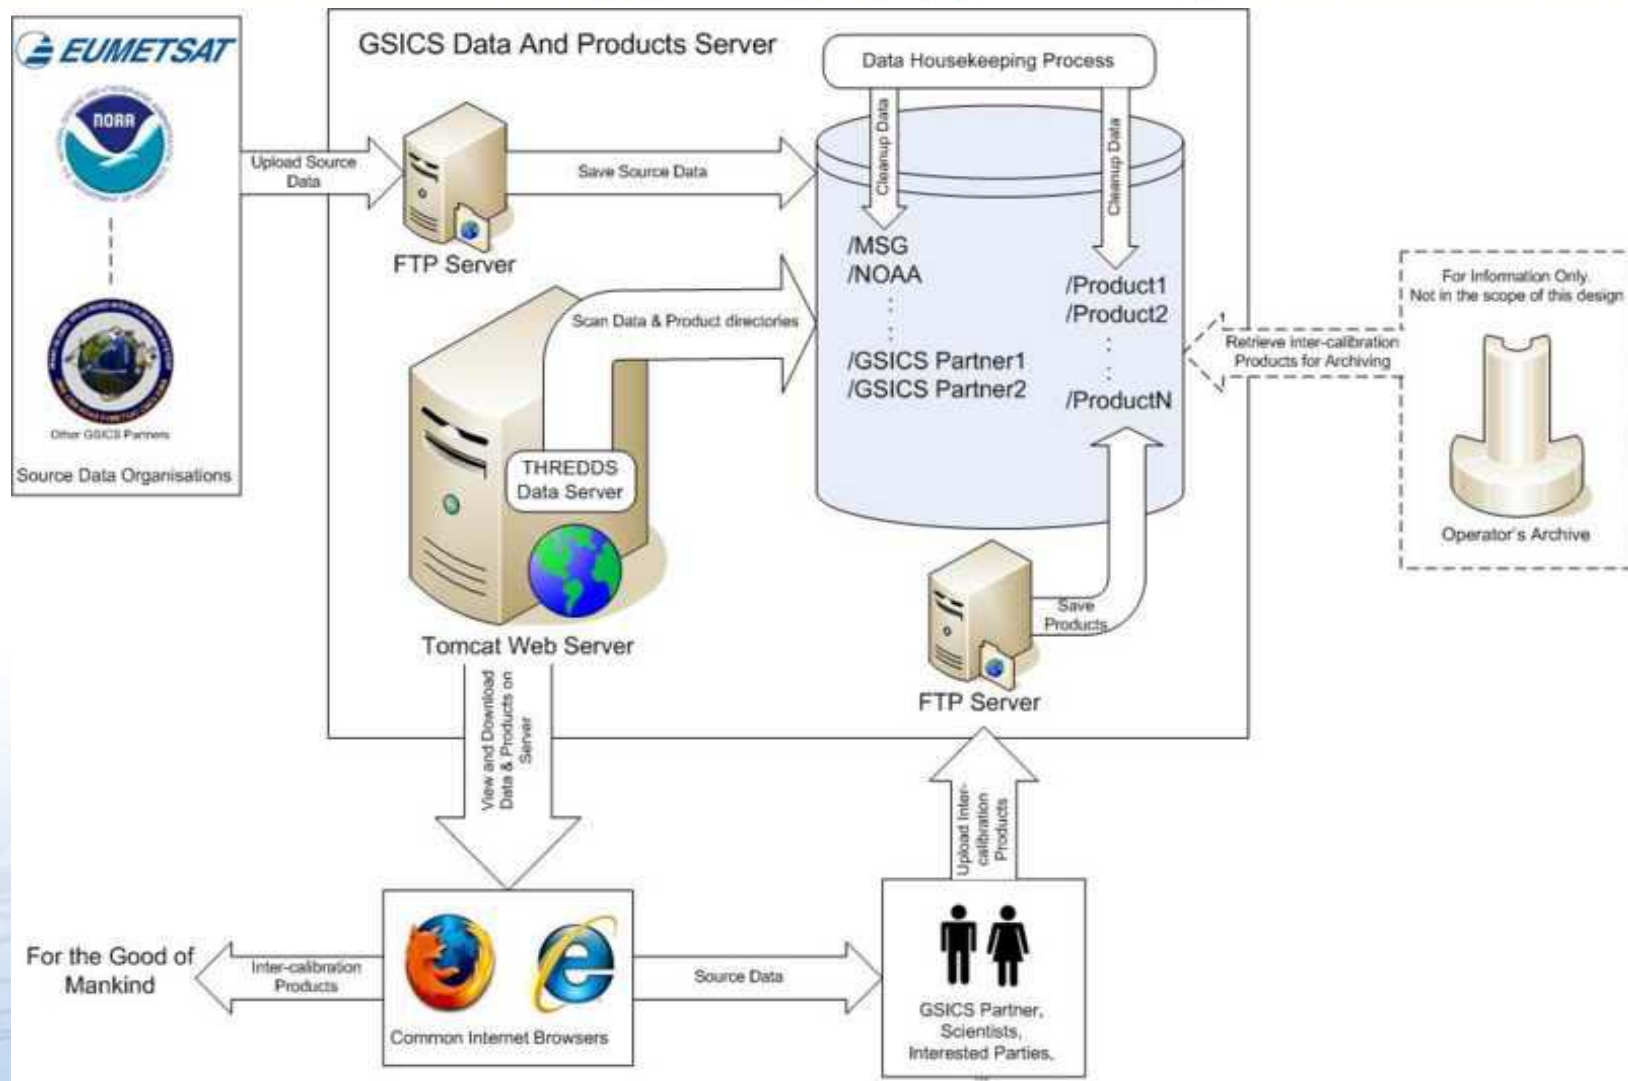 EUMETSAT
NOAA
Other GSICS Partners
Source Data Organisations
Upload Source
Data
GSICS Data And Products Server
FTP Server
Save Source Data
Data Housekeeping Process
Cleanup Data
Cleanup Data
/MSG
/NOAA
/GSICS Partner1
/GSICS Partner2
/Product1
/Product2
/ProductN
Scan Data & Product directories
THREDDS
Data Server
Tomcat Web Server
For Information Only.
Not in the scope of this design
Retrieve inter-calibration
Products for Archiving
Operator's Archive
Save
Products
FTP Server
View and Download
Data & Products on
Server
Upload Inter-
calibration
Products
For the Good of
Mankind
Inter-calibration
Products
Common Internet Browsers
Source Data
GSICS Partner,
Scientists,
Interested Parties,
...